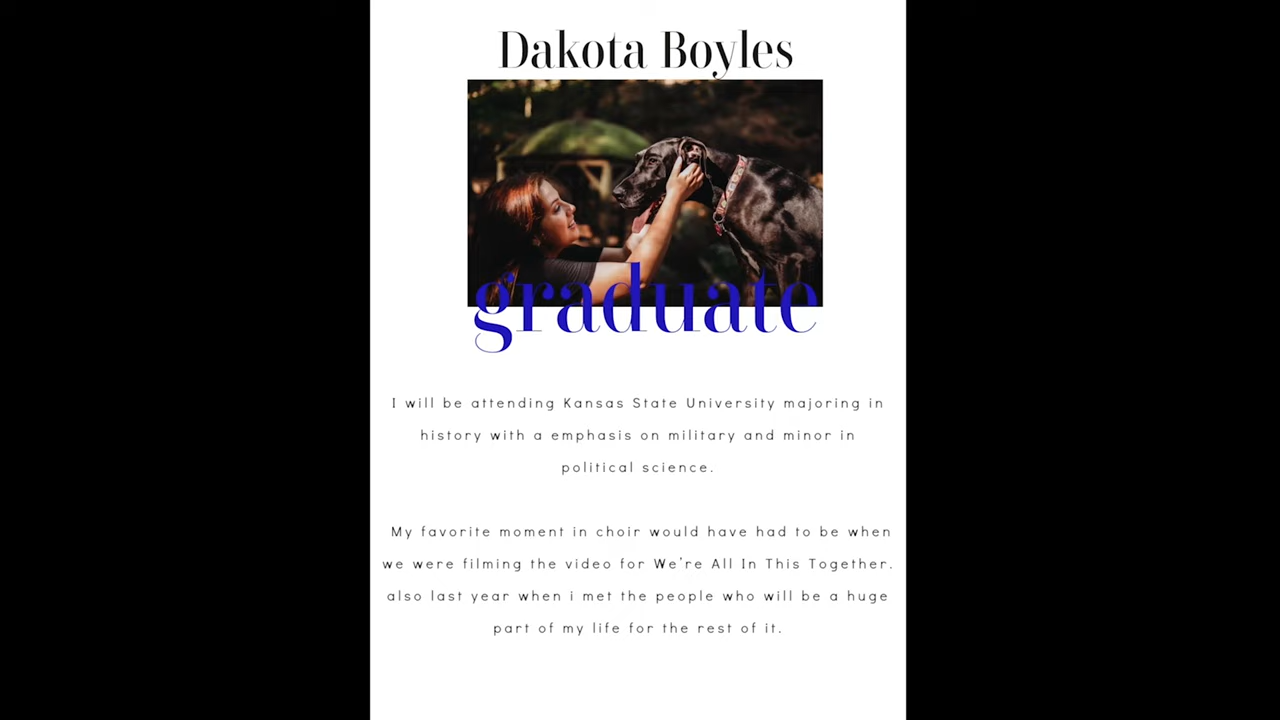 Dakota Boyles
graduate
I will be attending Kansas State University majoring in
history with a emphasis on military and minor in
political science.
My favorite moment in choir would have had to be when
we were filming the video for We're All In This Together.
also last year when i met the people who will be a huge
part of my life for the rest of it.